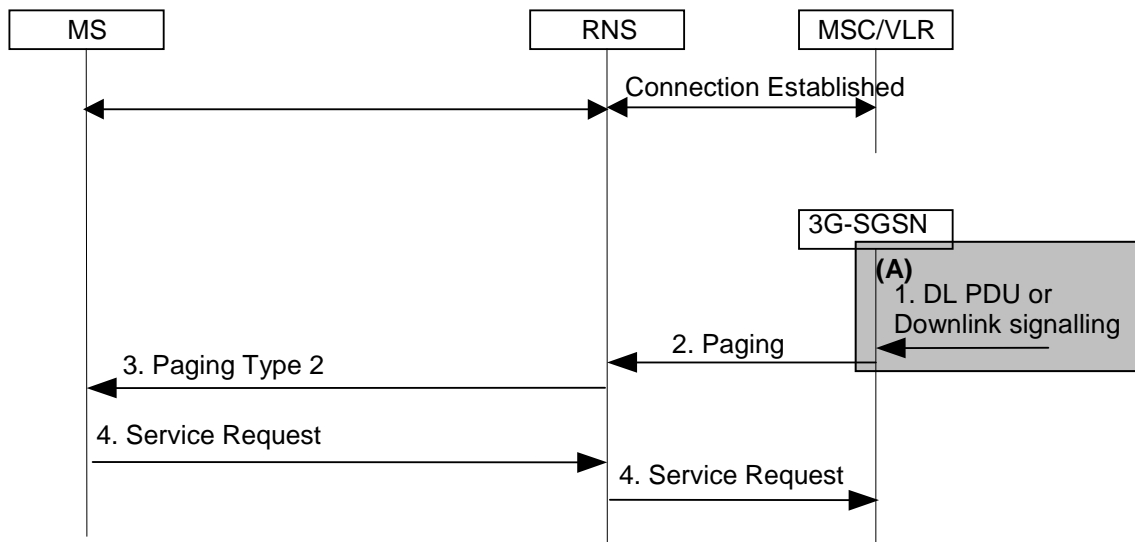 MS
RNS
MSC/VLR
Connection Established
3G-SGSN
(A)
1. DL PDU or
Downlink signalling
2. Paging
3. Paging Type 2
4. Service Request
4. Service Request